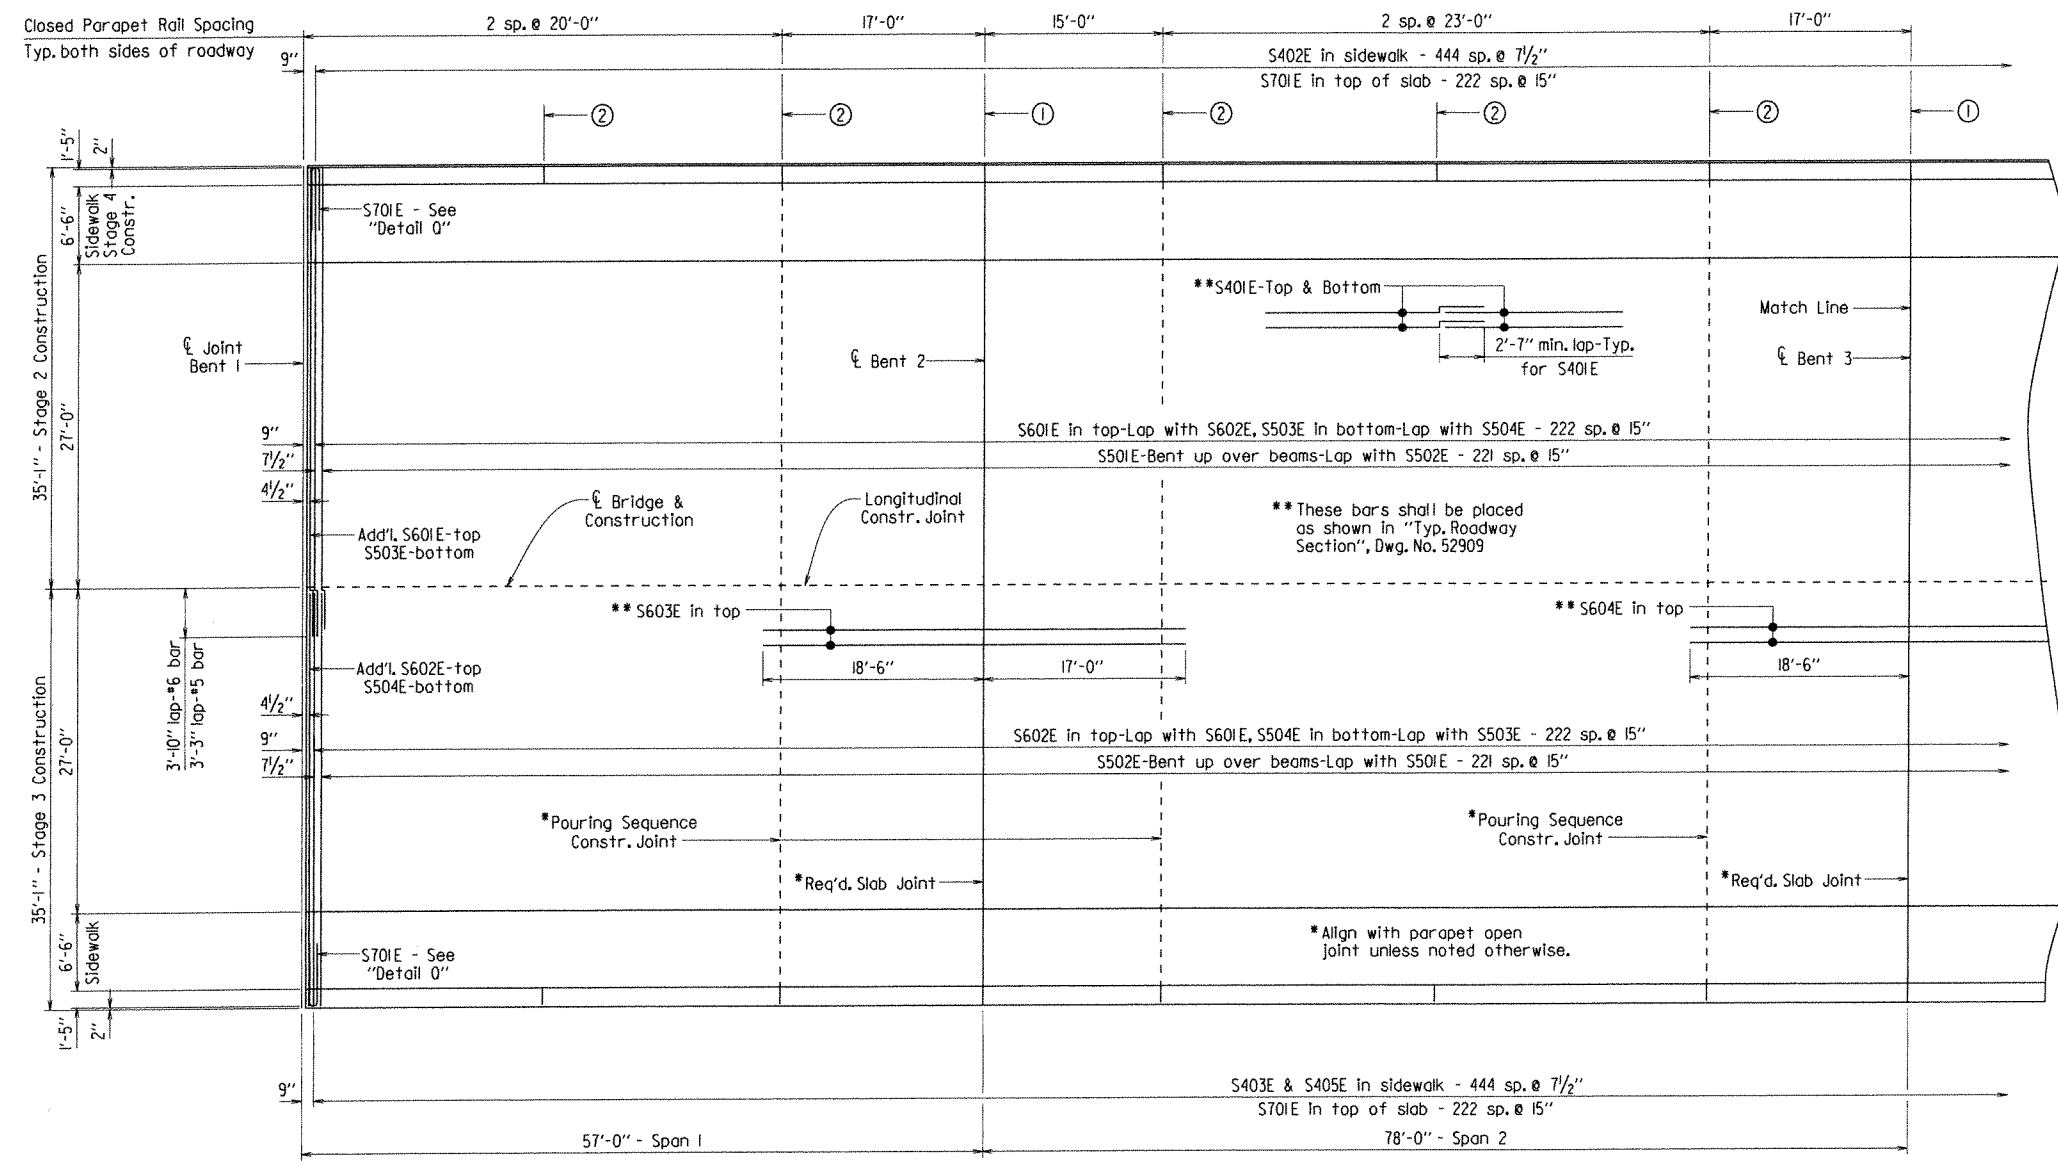 Closed Parapet Rail Spacing
Typ. both sides of roadway
2 sp. @ 20'-0"
17'-0"
15'-0"
2 sp. @ 23'-0"
17'-0"
9"
S402E in sidewalk - 444 sp. @ 7 1/2"
S701E in top of slab - 222 sp. @ 15"
②
②
①
②
②
②
①
1'-5"
2"
6'-6"
Sidewalk
Stage 4
Constr.
S701E - See
"Detail Q"
35'-1" - Stage 2 Construction
27'-0"
**S401E-Top & Bottom
2'-7" min. lap-Typ.
for S401E
Match Line
℄ Joint
Bent 1
℄ Bent 2
℄ Bent 3
9"
S601E in top-Lap with S602E, S503E in bottom-Lap with S504E - 222 sp. @ 15"
7 1/2"
S501E-Bent up over beams-Lap with S502E - 221 sp. @ 15"
4 1/2"
℄ Bridge &
Construction
Longitudinal
Constr. Joint
** These bars shall be placed
as shown in "Typ. Roadway
Section", Dwg. No. 52909
Add'l. S601E-top
S503E-bottom
** S603E in top
** S604E in top
18'-6"
17'-0"
18'-6"
3'-10" lap-#6 bar
3'-3" lap-#5 bar
Add'l. S602E-top
S504E-bottom
35'-1" - Stage 3 Construction
27'-0"
4 1/2"
9"
S602E in top-Lap with S601E, S504E in bottom-Lap with S503E - 222 sp. @ 15"
7 1/2"
S502E-Bent up over beams-Lap with S501E - 221 sp. @ 15"
*Pouring Sequence
Constr. Joint
*Pouring Sequence
Constr. Joint
*Req'd. Slab Joint
*Req'd. Slab Joint
6'-6"
Sidewalk
*Align with parapet open
joint unless noted otherwise.
S701E - See
"Detail Q"
1'-5"
2"
9"
S403E & S405E in sidewalk - 444 sp. @ 7 1/2"
S701E in top of slab - 222 sp. @ 15"
57'-0" - Span 1
78'-0" - Span 2